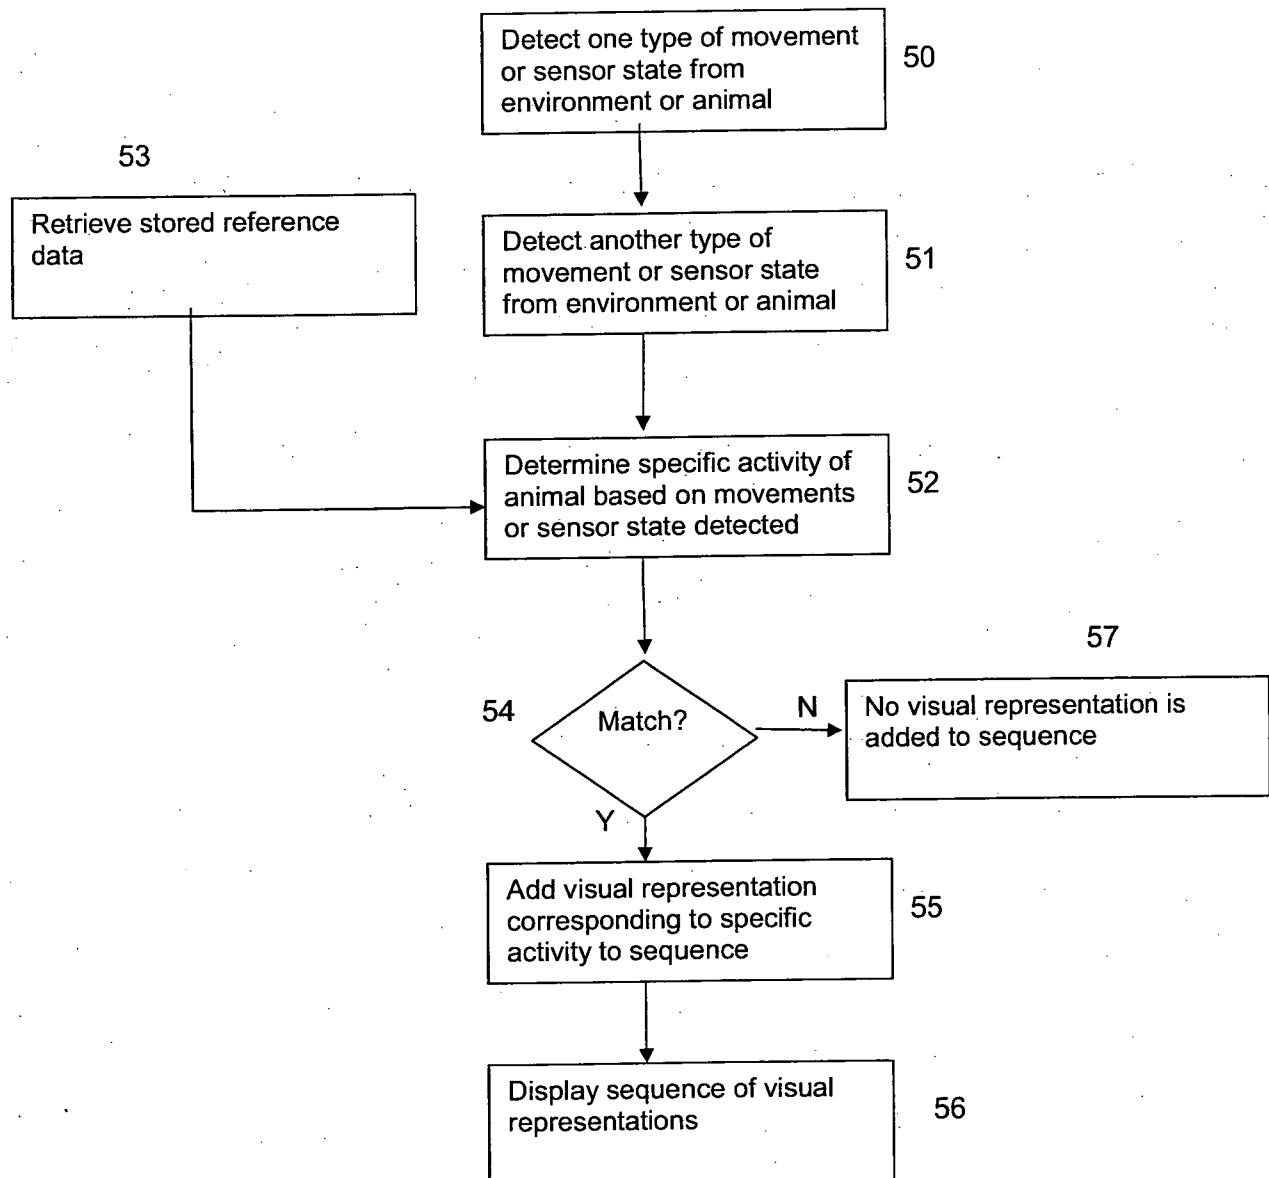 Detect one type of movement
or sensor state from
environment or animal
50
53
Retrieve stored reference
data
Detect another type of
movement or sensor state
from environment or animal
51
Determine specific activity of
animal based on movements
or sensor state detected
52
57
54
Match?
N
No visual representation is
added to sequence
Y
Add visual representation
corresponding to specific
activity to sequence
55
Display sequence of visual
representations
56